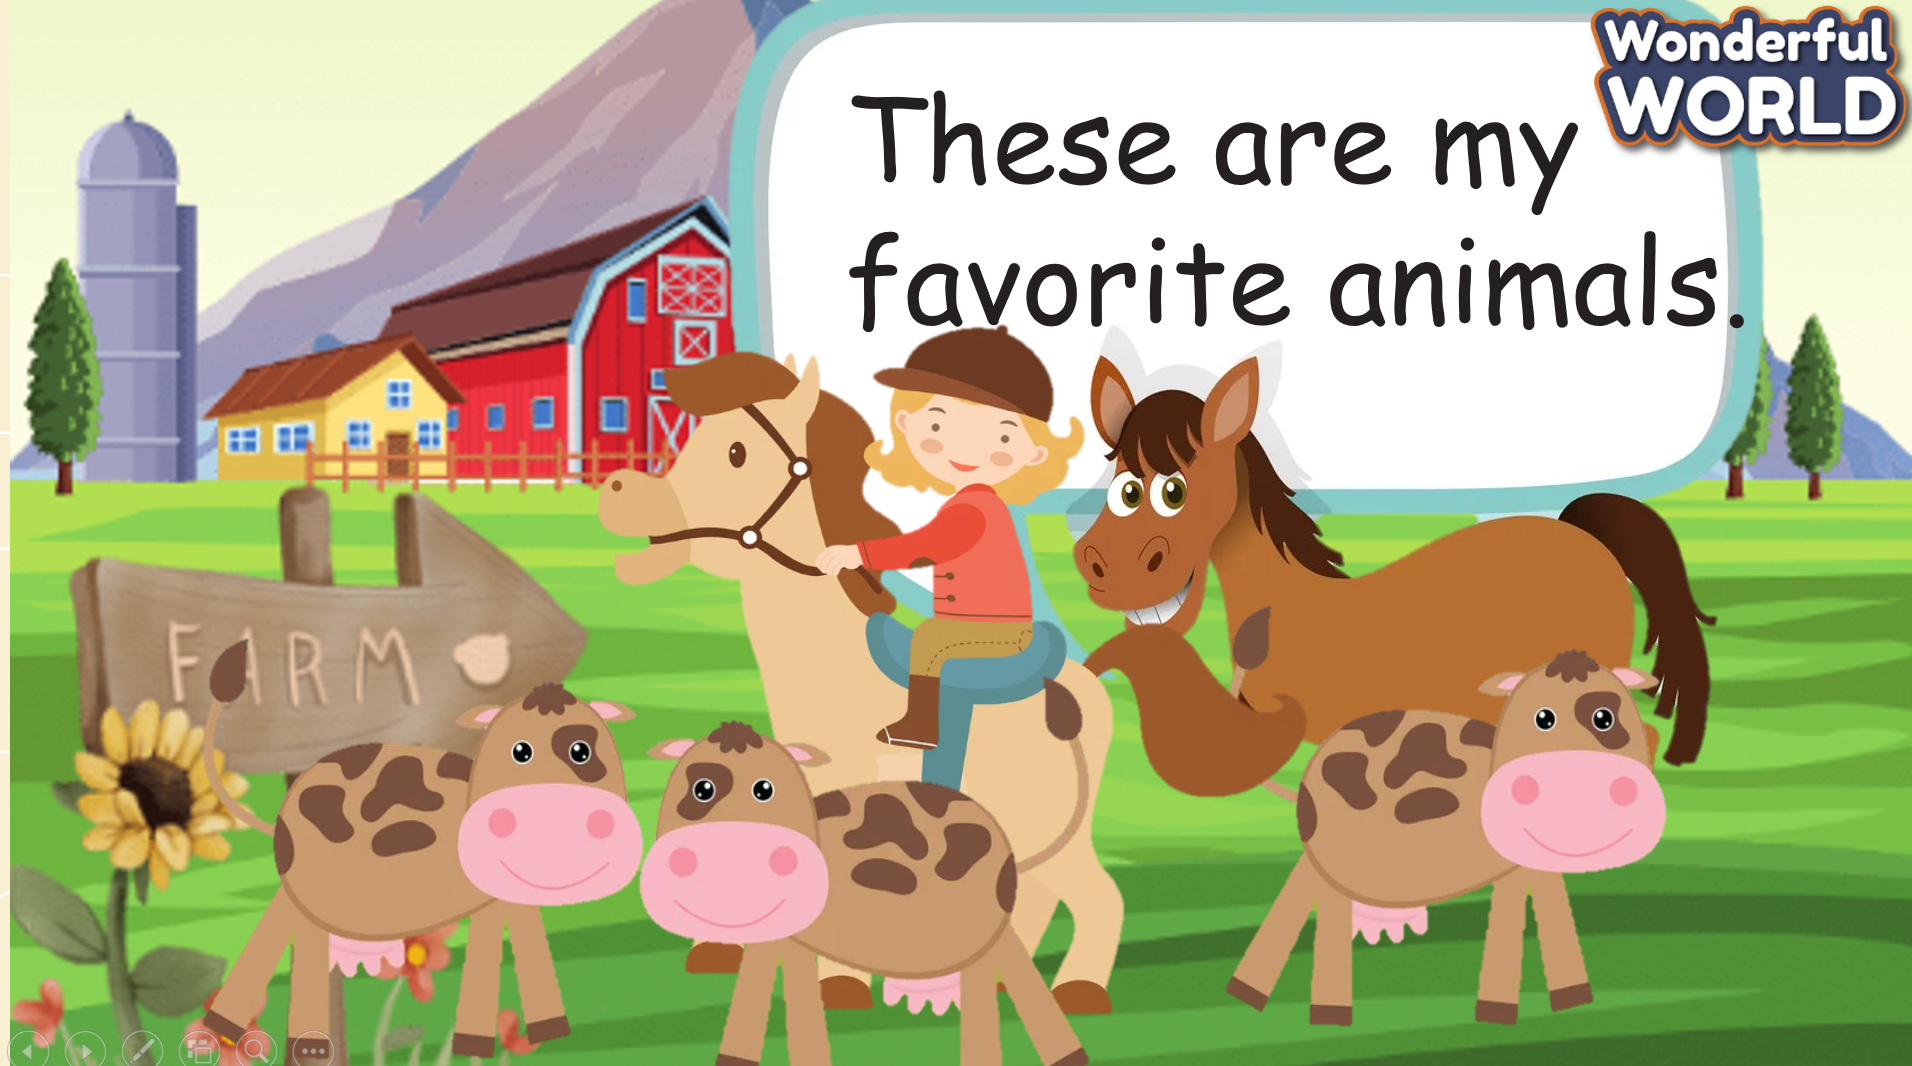 Wonderful
WORLD
These are my
favorite animals.
FARM